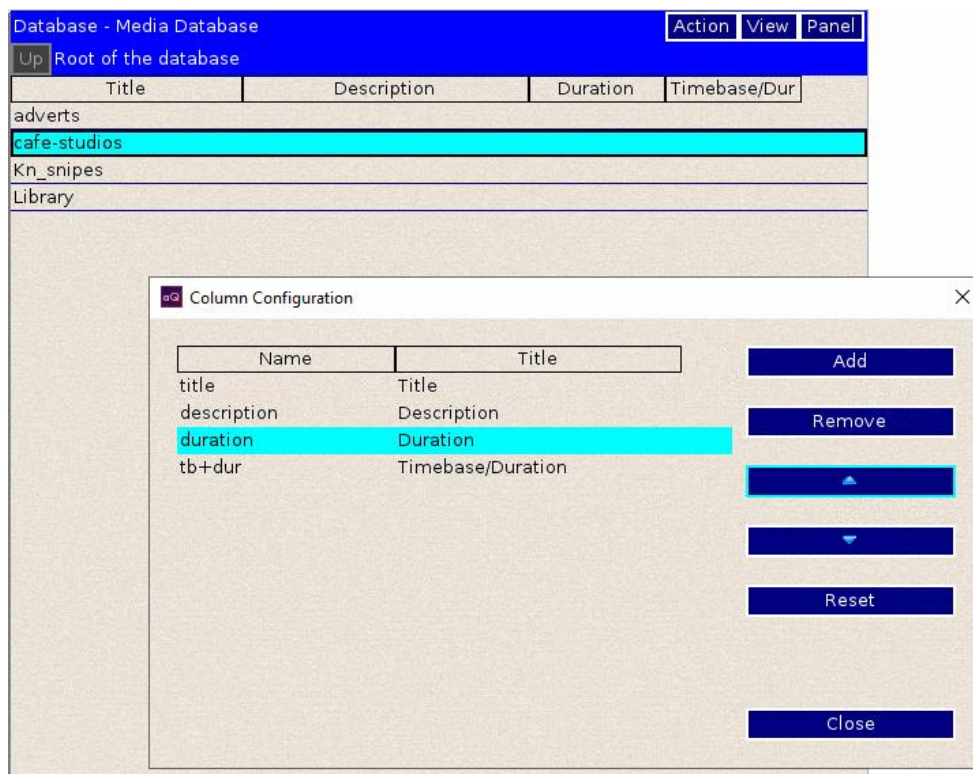 Database - Media Database Action View Panel
Up Root of the database
Title Description Duration Timebase/Dur
adverts
cafe-studios
Kn_snipes
Library
aQ Column Configuration
Name Title Add
title Title
description Description Remove
duration Duration
tb+dur Timebase/Duration
Reset
Close